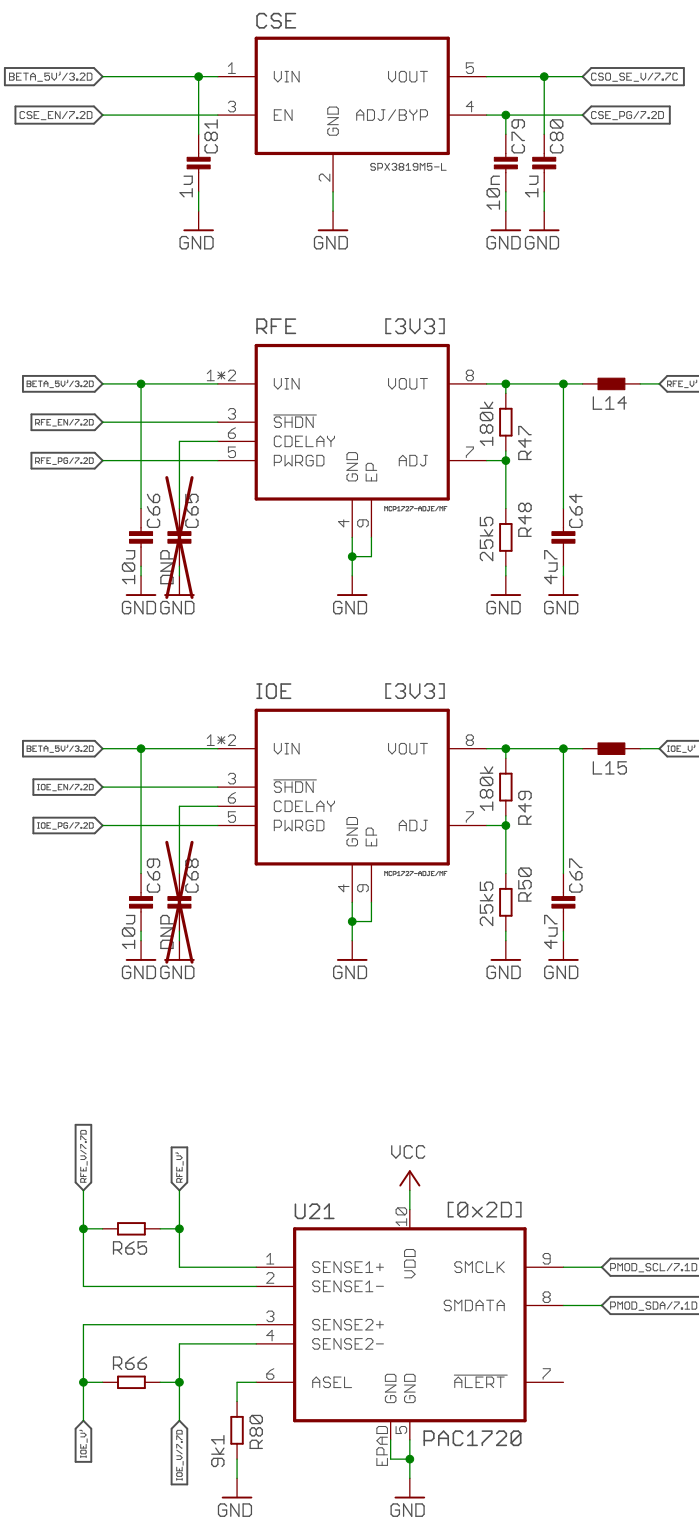 CSE
BETA_5V'/3.2D
1
VIN
VOUT
5
CSO_SE_V/7.7C
CSE_EN/7.2D
3
EN
GND
ADJ/BYP
4
CSE_PG/7.2D
C81
1u
2
SPX3819M5-L
C79
10n
C80
1u
GND
GND
GND
GND
RFE
[3V3]
BETA_5V'/3.2D
1*2
VIN
VOUT
8
L14
RFE_V'
RFE_EN/7.2D
3
SHDN
6
CDELAY
RFE_PG/7.2D
5
PWRGD
GND
EP
ADJ
7
180k
R47
C66
10u
C65
DNP
4
9
MCP1727-ADJE/MF
25k5
R48
C64
4u7
GND
GND
GND
GND
GND
IOE
[3V3]
BETA_5V'/3.2D
1*2
VIN
VOUT
8
L15
IOE_V'
IOE_EN/7.2D
3
SHDN
6
CDELAY
IOE_PG/7.2D
5
PWRGD
GND
EP
ADJ
7
180k
R49
C69
10u
C68
DNP
4
9
MCP1727-ADJE/MF
25k5
R50
C67
4u7
GND
GND
GND
GND
GND
RFE_V/7.7D
RFE_V'
VCC
U21
10
[0x2D]
R65
1
SENSE1+
VDD
SMCLK
9
PMOD_SCL/7.1D
2
SENSE1-
3
SENSE2+
SMDATA
8
PMOD_SDA/7.1D
4
SENSE2-
R66
6
ASEL
GND
GND
ALERT
7
IOE_V'
IOE_V/7.7D
9k1
R80
EPAD
5
PAC1720
GND
GND